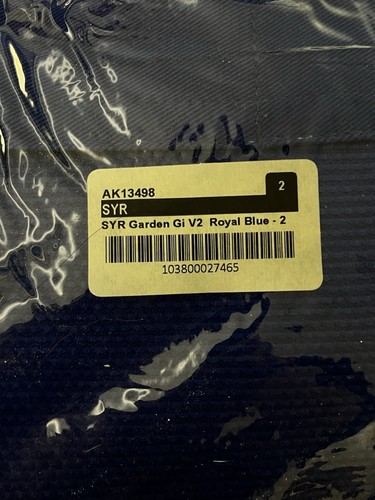 AK13498
2
SYR
SYR Garden Gi V2 Royal Blue - 2
103800027465